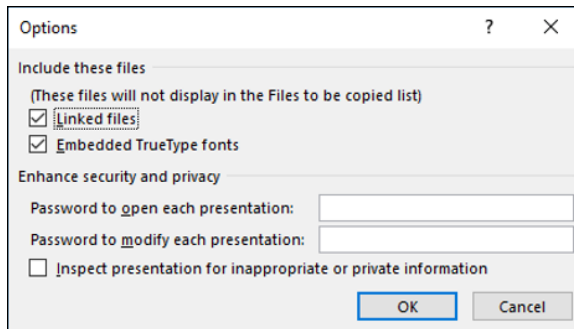 Options
Include these files
(These files will not display in the Files to be copied list)
Linked files
Embedded TrueType fonts
Enhance security and privacy
Password to open each presentation:
Password to modify each presentation:
Inspect presentation for inappropriate or private information
OK Cancel